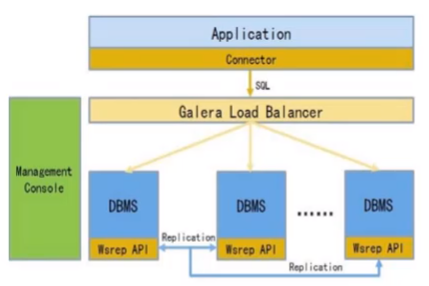 Application
Connector
SQL
Galera Load Balancer
Management
Console
DBMS
DBMS
......
DBMS
Replication
Wsrep API
Wsrep API
Wsrep API
Replication